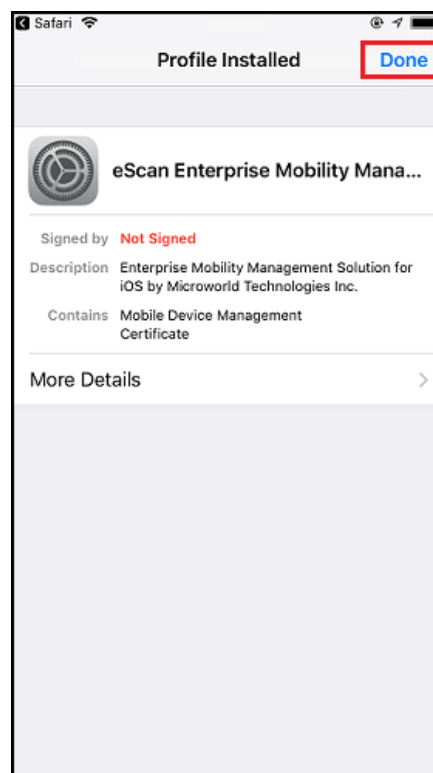 Safari
Profile Installed Done
eScan Enterprise Mobility Mana...
Signed by Not Signed
Description Enterprise Mobility Management Solution for
iOS by Microworld Technologies Inc.
Contains Mobile Device Management
Certificate
More Details